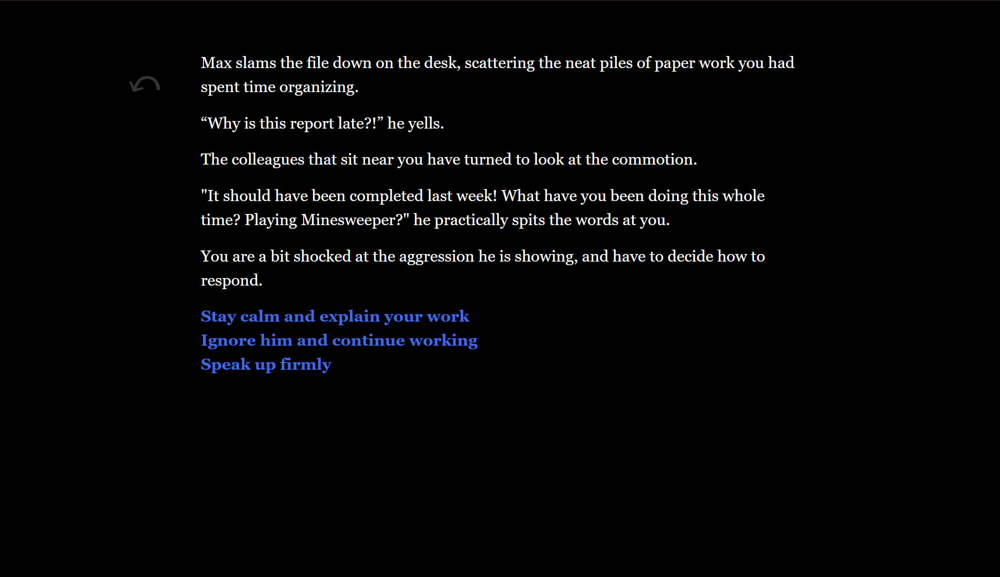 Max slams the file down on the desk, scattering the neat piles of paper work you had
spent time organizing.
“Why is this report late?!” he yells.
The colleagues that sit near you have turned to look at the commotion.
"It should have been completed last week! What have you been doing this whole
time? Playing Minesweeper?" he practically spits the words at you.
You are a bit shocked at the aggression he is showing, and have to decide how to
respond.
Stay calm and explain your work
Ignore him and continue working
Speak up firmly